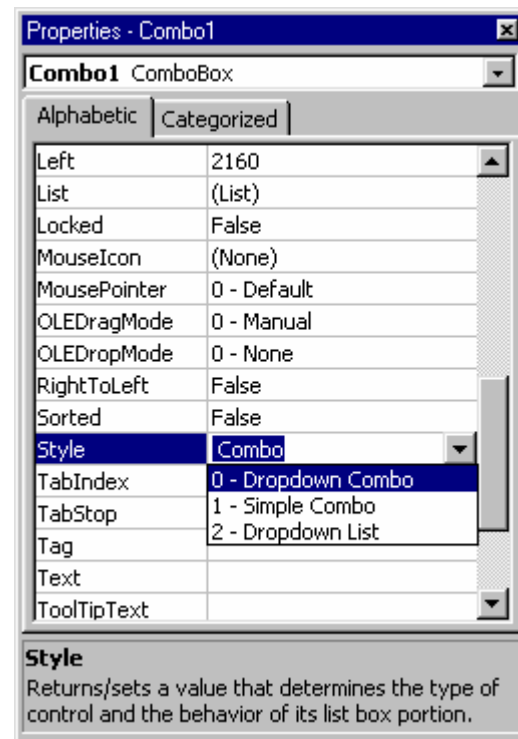 Properties - Combo1
Combo1 ComboBox
Alphabetic Categorized
Left 2160
List (List)
Locked False
MouseIcon (None)
MousePointer 0 - Default
OLEDragMode 0 - Manual
OLEDropMode 0 - None
RightToLeft False
Sorted False
Style Combo
TabIndex 0 - Dropdown Combo
TabStop 1 - Simple Combo
2 - Dropdown List
Tag
Text
ToolTipText
Style
Returns/sets a value that determines the type of
control and the behavior of its list box portion.